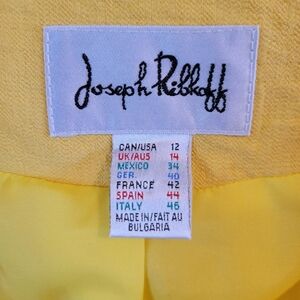 Joseph Ribkoff
CAN/USA 12
UK/AUS 14
MEXICO 34
GER. 40
FRANCE 42
SPAIN 44
ITALY 46
MADE IN/FAIT AU
BULGARIA